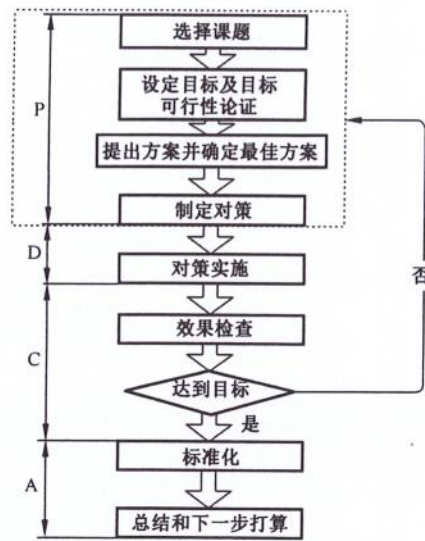 选择课题
设定目标及目标
可行性论证
P
提出方案并确定最佳方案
制定对策
D
对策实施
否
效果检查
C
达到目标
是
标准化
A
总结和下一步打算